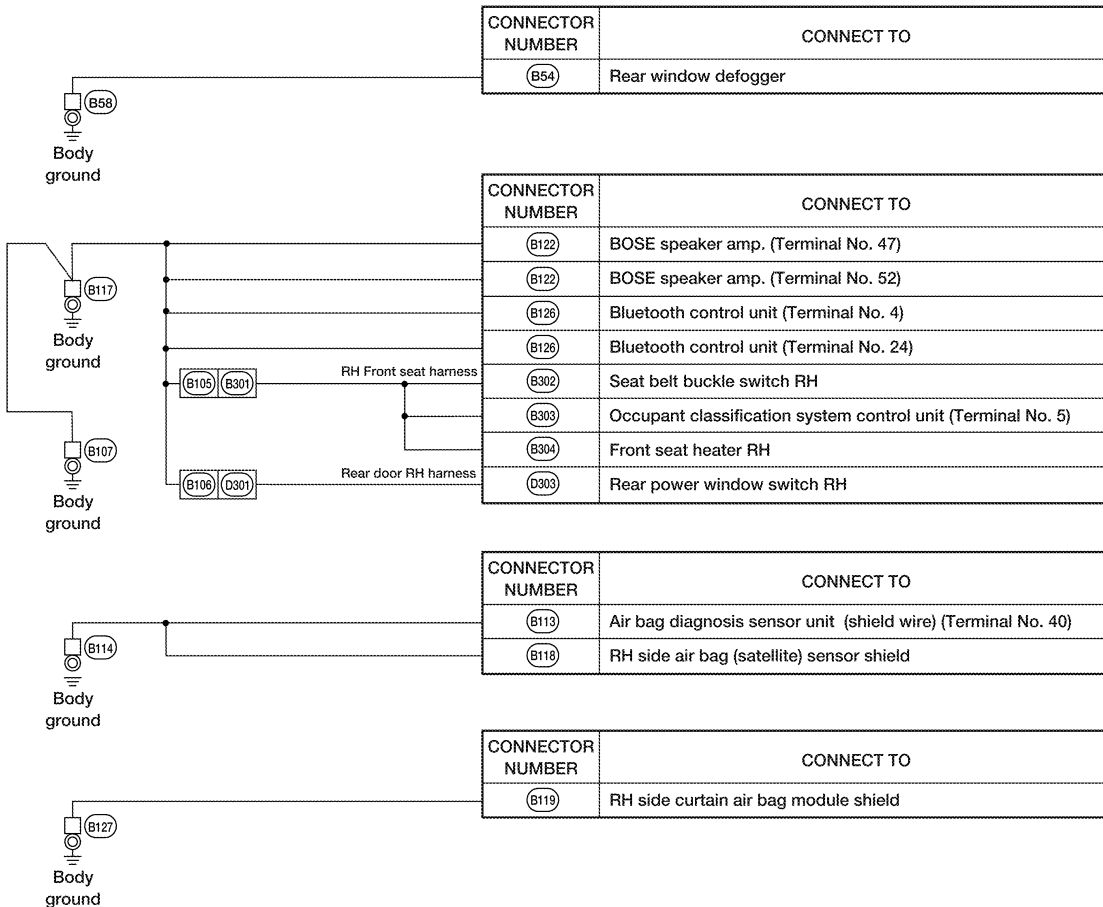 CONNECTOR NUMBER CONNECT TO
B54 Rear window defogger
B58
Body
ground
CONNECTOR NUMBER CONNECT TO
B122 BOSE speaker amp. (Terminal No. 47)
B122 BOSE speaker amp. (Terminal No. 52)
B117
B126 Bluetooth control unit (Terminal No. 4)
Body
ground
B126 Bluetooth control unit (Terminal No. 24)
B105 B301 RH Front seat harness B302 Seat belt buckle switch RH
B303 Occupant classification system control unit (Terminal No. 5)
B107
B304 Front seat heater RH
B106 D301 Rear door RH harness D303 Rear power window switch RH
Body
ground
CONNECTOR NUMBER CONNECT TO
B113 Air bag diagnosis sensor unit (shield wire) (Terminal No. 40)
B114
B118 RH side air bag (satellite) sensor shield
Body
ground
CONNECTOR NUMBER CONNECT TO
B119 RH side curtain air bag module shield
B127
Body
ground